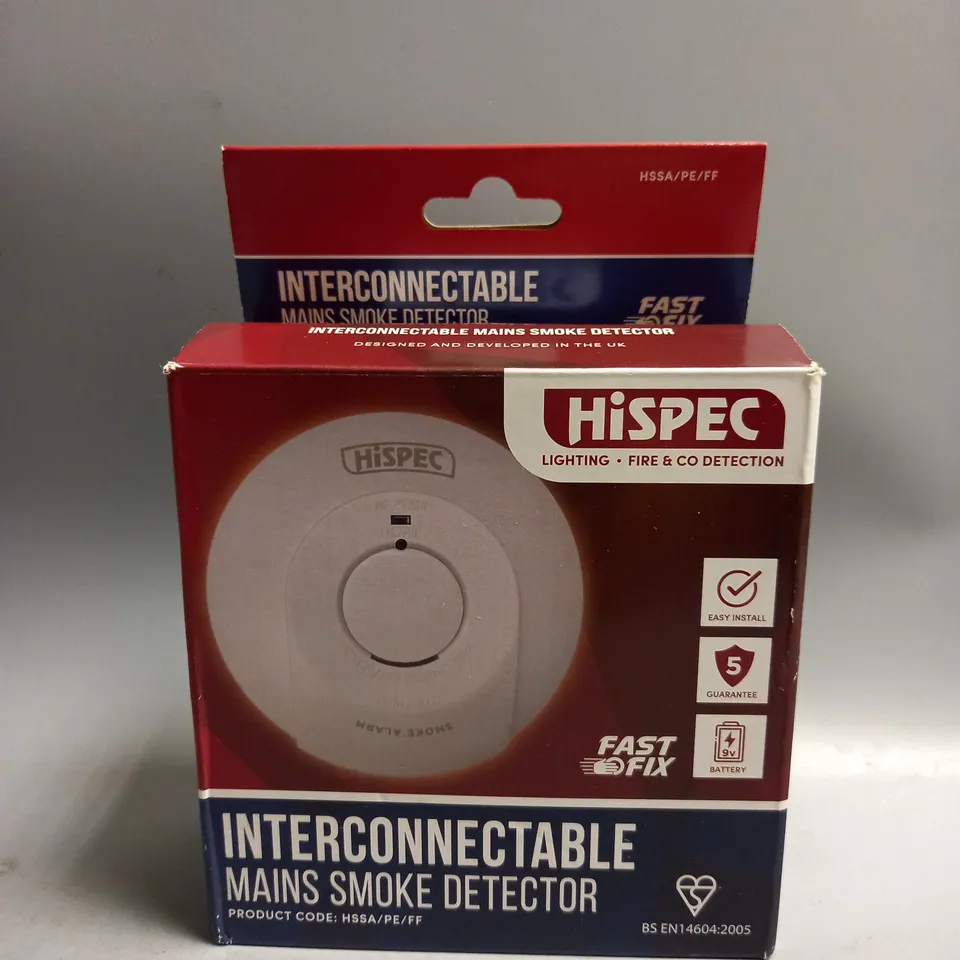 HSSA/PE/FF
INTERCONNECTABLE
MAINS SMOKE DETECTOR
FAST
FIX
INTERCONNECTABLE MAINS SMOKE DETECTOR
DESIGNED AND DEVELOPED IN THE UK
HiSPEC
LIGHTING • FIRE & CO DETECTION
HiSPEC
EASY INSTALL
5
GUARANTEE
9v
BATTERY
SMOKE ALARM
FAST
FIX
INTERCONNECTABLE
MAINS SMOKE DETECTOR
PRODUCT CODE: HSSA/PE/FF
BS EN14604:2005